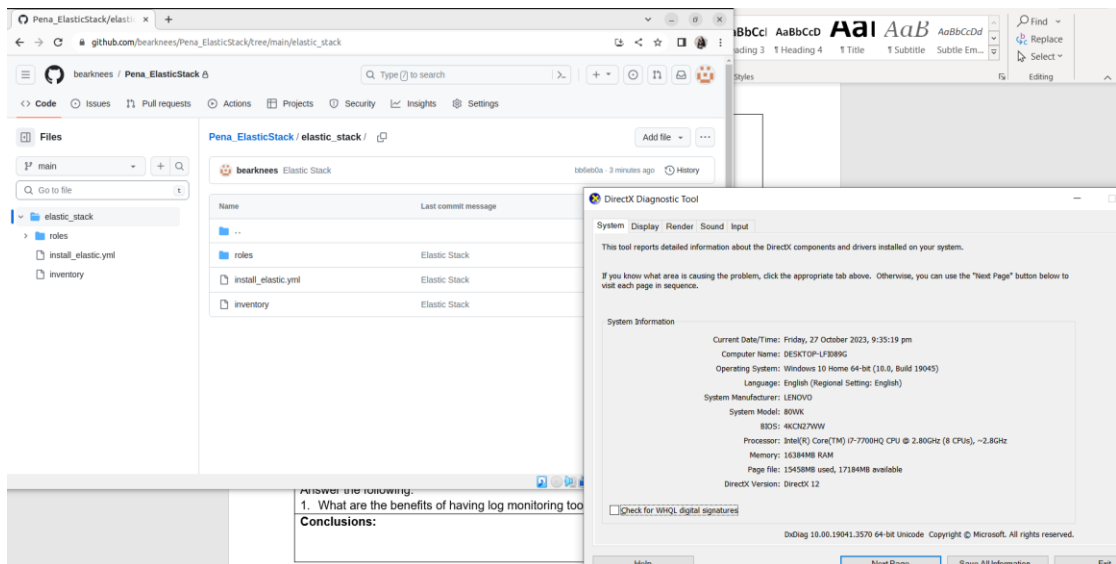 Pena_ElasticStack/elasti
github.com/bearknees/Pena_ElasticStack/tree/main/elastic_stack
bearknees / Pena_ElasticStack
Type / to search
Code Issues Pull requests Actions Projects Security Insights Settings
Files
main
Go to file t
elastic_stack
roles
install_elastic.yml
inventory
Pena_ElasticStack / elastic_stack /
Add file
bearknees Elastic Stack
bb6eb0a · 3 minutes ago History
Name Last commit message
..
roles Elastic Stack
install_elastic.yml Elastic Stack
inventory Elastic Stack
aBbCcI AaBbCcD AaI AaB AaBbCcDd
ading 3 ¶ Heading 4 ¶ Title ¶ Subtitle Subtle Em...
Styles
Find
Replace
Select
Editing
DirectX Diagnostic Tool
System Display Render Sound Input
This tool reports detailed information about the DirectX components and drivers installed on your system.
If you know what area is causing the problem, click the appropriate tab above. Otherwise, you can use the "Next Page" button below to
visit each page in sequence.
System Information
Current Date/Time: Friday, 27 October 2023, 9:35:19 pm
Computer Name: DESKTOP-LFI089G
Operating System: Windows 10 Home 64-bit (10.0, Build 19045)
Language: English (Regional Setting: English)
System Manufacturer: LENOVO
System Model: 80WK
BIOS: 4KCN27WW
Processor: Intel(R) Core(TM) i7-7700HQ CPU @ 2.80GHz (8 CPUs), ~2.8GHz
Memory: 16384MB RAM
Page file: 15458MB used, 17184MB available
DirectX Version: DirectX 12
Check for WHQL digital signatures
DxDiag 10.00.19041.3570 64-bit Unicode Copyright © Microsoft. All rights reserved.
Help Next Page Save All Information Exit
Answer the following:
1. What are the benefits of having log monitoring too
Conclusions: